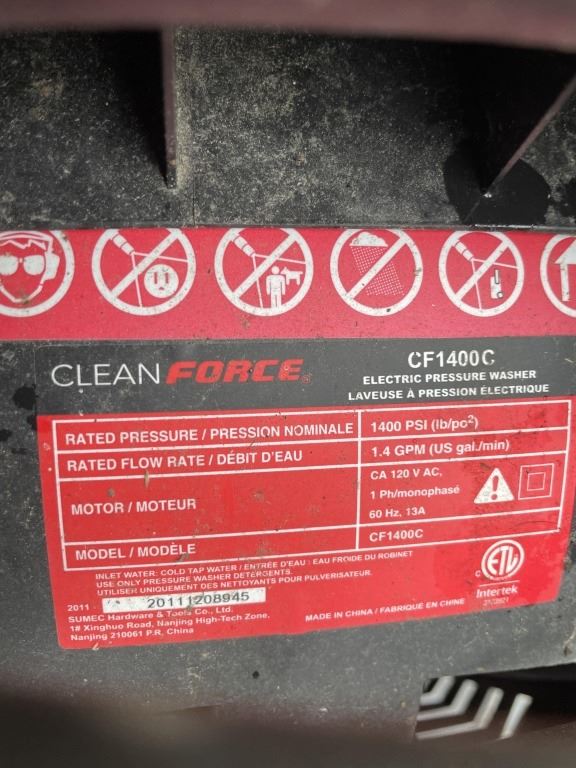 CLEAN FORCE
CF1400C
ELECTRIC PRESSURE WASHER
LAVEUSE À PRESSION ÉLECTRIQUE
RATED PRESSURE / PRESSION NOMINALE 1400 PSI (lb/po²)
RATED FLOW RATE / DÉBIT D'EAU 1.4 GPM (US gal./min)
MOTOR / MOTEUR
CA 120 V AC,
1 Ph/monophasé
60 Hz, 13A
MODEL / MODÈLE CF1400C
INLET WATER: COLD TAP WATER / ENTRÉE D'EAU : EAU FROIDE DU ROBINET
USE ONLY PRESSURE WASHER DETERGENTS.
UTILISER UNIQUEMENT DES NETTOYANTS POUR PULVERISATEUR.
2011 - 20111208945
SUMEC Hardware & Tools Co., Ltd.
1# Xinghuo Road, Nanjing High-Tech Zone,
Nanjing 210061 P.R, China
MADE IN CHINA / FABRIQUE EN CHINE
C ETL
Intertek